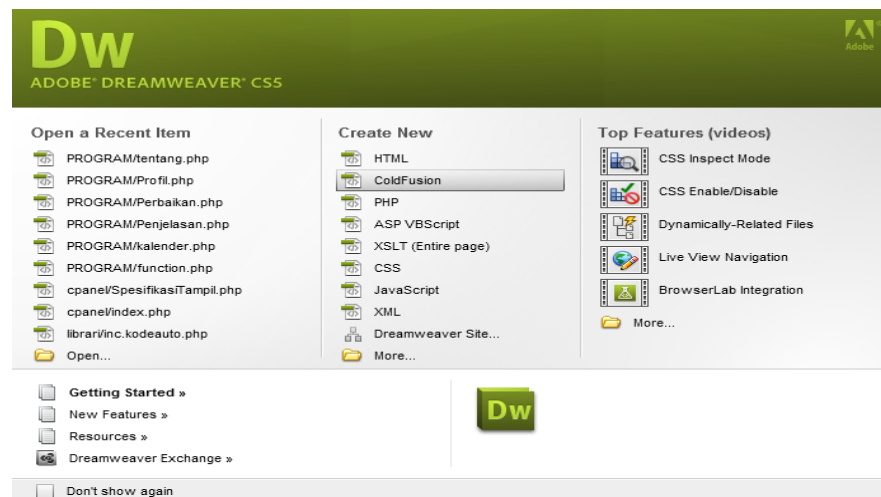 Dw
ADOBE® DREAMWEAVER® CS5
Adobe
Open a Recent Item
PROGRAM/tentang.php
PROGRAM/Profil.php
PROGRAM/Perbaikan.php
PROGRAM/Penjelasan.php
PROGRAM/kalender.php
PROGRAM/function.php
cpanel/SpesifikasiTampil.php
cpanel/index.php
librari/inc.kodeauto.php
Open...
Create New
HTML
ColdFusion
PHP
ASP VBScript
XSLT (Entire page)
CSS
JavaScript
XML
Dreamweaver Site...
More...
Top Features (videos)
CSS Inspect Mode
CSS Enable/Disable
Dynamically-Related Files
Live View Navigation
BrowserLab Integration
More...
Getting Started »
New Features »
Resources »
Dreamweaver Exchange »
Dw
Don't show again